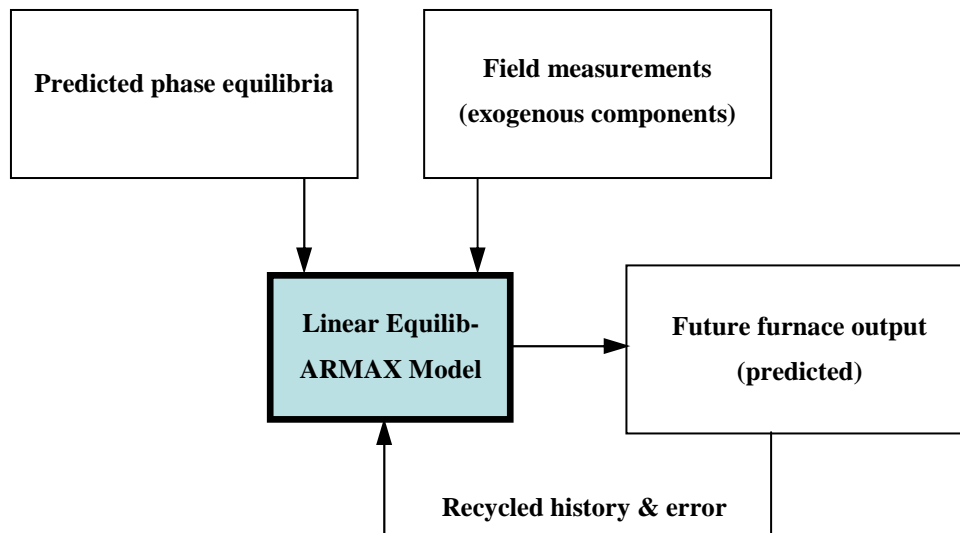 Predicted phase equilibria
Field measurements
(exogenous components)
Linear Equilib-
ARMAX Model
Future furnace output
(predicted)
Recycled history & error